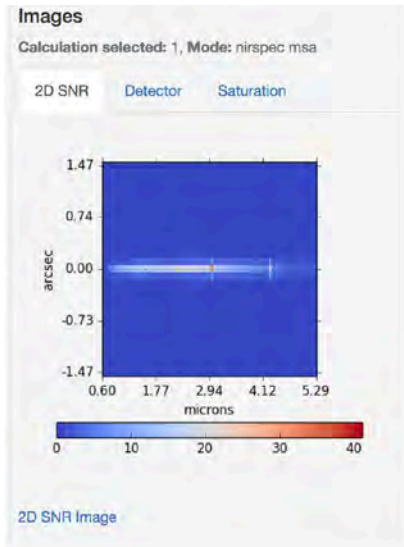 Images
Calculation selected: 1, Mode: nirspec msa
2D SNR Detector Saturation
1.47
0.74
0.00
-0.73
-1.47
arcsec
0.60 1.77 2.94 4.12 5.29
microns
0 10 20 30 40
2D SNR Image